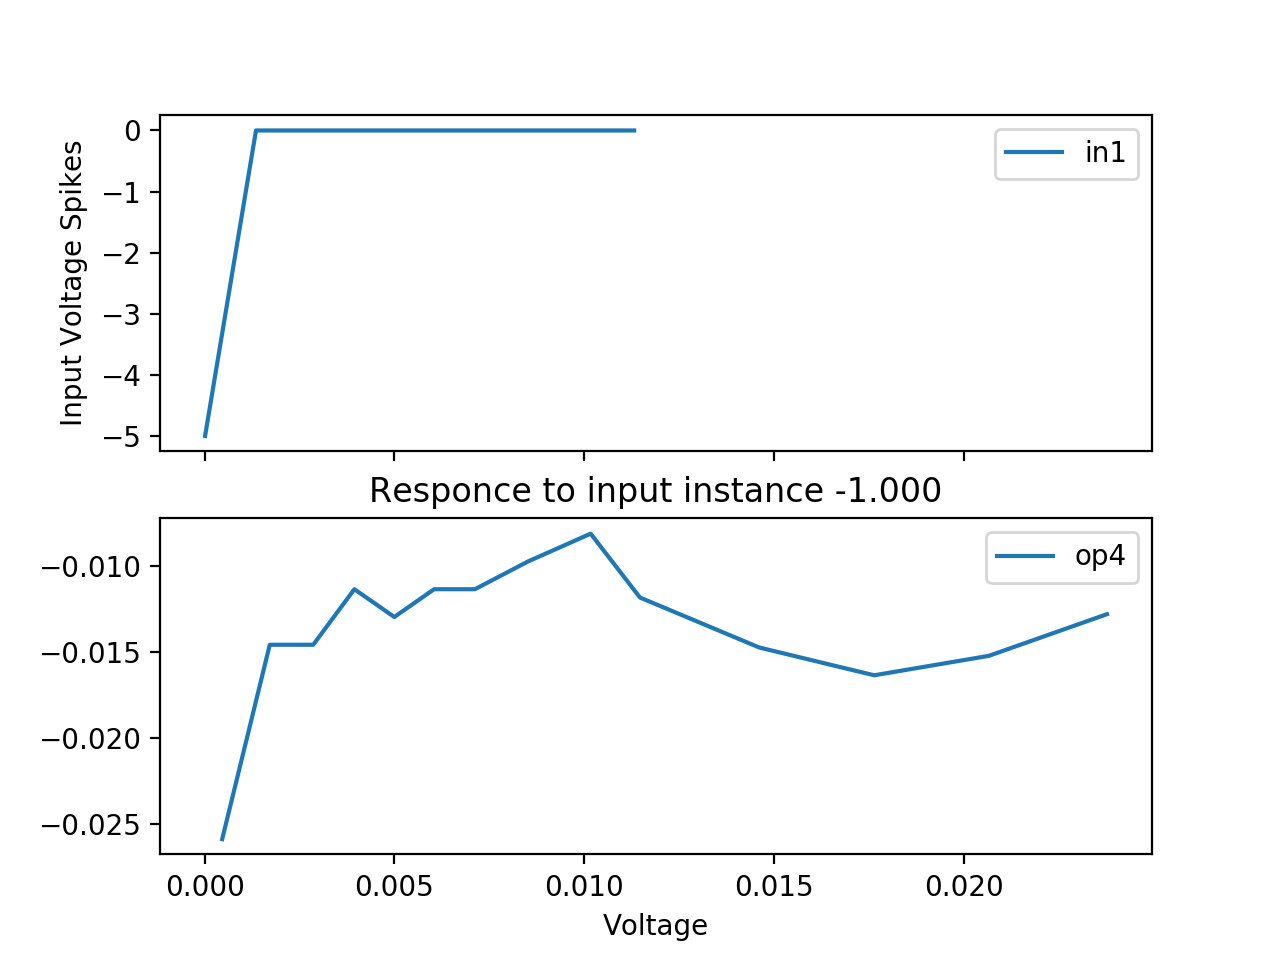 Input Voltage Spikes
0
−1
−2
−3
−4
−5
in1
Responce to input instance -1.000
−0.010
−0.015
−0.020
−0.025
op4
0.000 0.005 0.010 0.015 0.020
Voltage